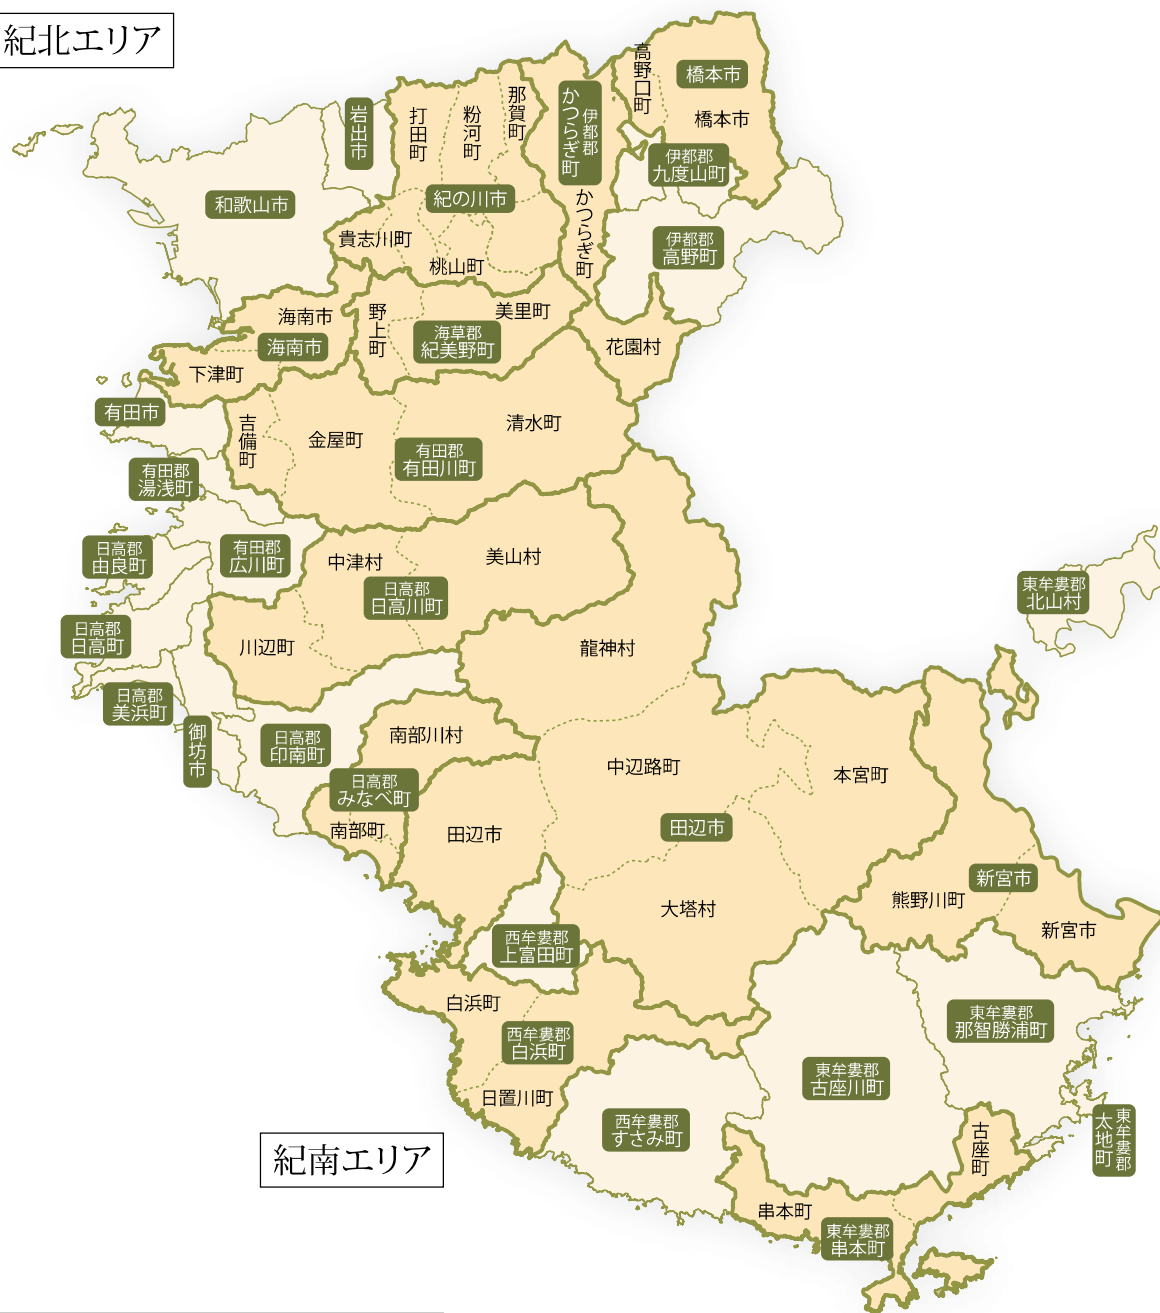 紀北エリア
高野口町
橋本市
橋本市
那賀町
粉河町
打田町
岩出市
伊都郡
かつらぎ町
かつらぎ町
伊都郡
九度山町
和歌山市
紀の川市
貴志川町
桃山町
伊都郡
高野町
海南市
海南市
下津町
野上町
美里町
海草郡
紀美野町
花園村
有田市
吉備町
金屋町
清水町
有田郡
有田川町
有田郡
湯浅町
有田郡
広川町
日高郡
由良町
中津村
美山村
日高郡
日高川町
東牟婁郡
北山村
日高郡
日高町
川辺町
龍神村
日高郡
美浜町
御坊市
日高郡
印南町
南部川村
日高郡
みなべ町
南部町
中辺路町
本宮町
田辺市
田辺市
大塔村
新宮市
熊野川町
新宮市
西牟婁郡
上富田町
白浜町
西牟婁郡
白浜町
日置川町
東牟婁郡
那智勝浦町
東牟婁郡
古座川町
西牟婁郡
すさみ町
東牟婁郡
太地町
紀南エリア
古座町
串本町
東牟婁郡
串本町